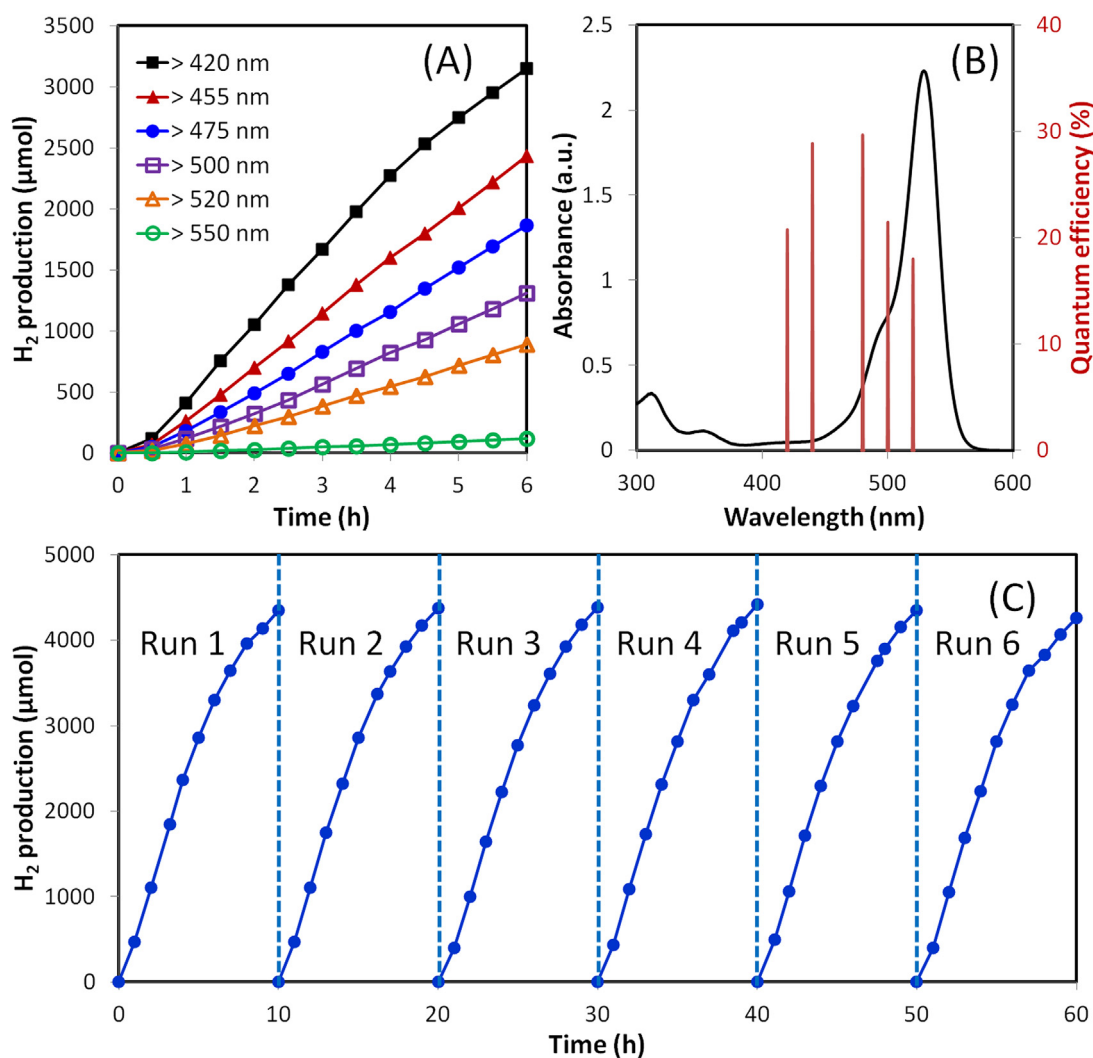 (A)
H₂ production (µmol)
3500
3000
2500
2000
1500
1000
500
0
> 420 nm
> 455 nm
> 475 nm
> 500 nm
> 520 nm
> 550 nm
0 1 2 3 4 5 6
Time (h)
(B)
Absorbance (a.u.)
2.5
2
1.5
1
0.5
0
Quantum efficiency (%)
40
30
20
10
0
300 400 500 600
Wavelength (nm)
(C)
H₂ production (µmol)
5000
4000
3000
2000
1000
0
Run 1 Run 2 Run 3 Run 4 Run 5 Run 6
0 10 20 30 40 50 60
Time (h)